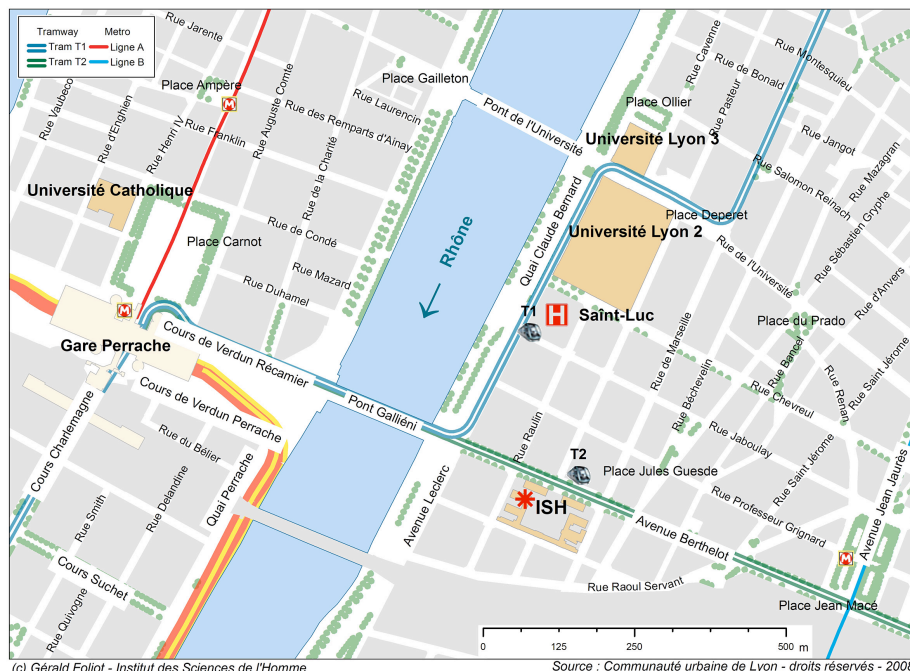 Tramway Metro
Tram T1 Ligne A
Tram T2 Ligne B
Rue Jarente
Place Ampère
M
Rue Vaubecou
Rue d'Enghien
Rue Henri IV
Rue Franklin
Rue Auguste Comte
Rue des Remparts d'Ainay
Rue Laurencin
Rue de la Charité
Place Gailleton
Pont de l'Université
Place Ollier
Rue Cavenne
Rue de Bonald
Rue Montesquieu
Rue Pasteur
Rue Jangot
Rue Mazagran
Université Lyon 3
Rue Salomon Reinach
Rue Sébastien Gryphe
Université Catholique
Place Carnot
Rue de Condé
Rue Mazard
Rue Duhamel
Rhône
Quai Claude Bernard
Place Deperet
Université Lyon 2
Rue de l'Université
Rue d'Anvers
T1
H
Saînt-Luc
Place du Prado
M
Gare Perrache
Cours de Verdun Récamier
Cours de Verdun Perrache
Pont Galliéni
Rue de Marseille
Rue Béchevelin
Rue Bancel
Rue Chevreul
Rue Renan
Rue Saint Jérome
Cours Charlemagne
Rue du Bélier
Rue Delandine
Rue Smith
Quai Perrache
Avenue Leclerc
Rue Raulin
T2
Place Jules Guesde
Rue Jaboulay
Rue Saint Jérome
Avenue Jean Jaurès
ISH
Rue Professeur Grignard
Avenue Berthelot
M
Cours Suchet
Rue Quivogne
Rue Raoul Servant
Place Jean Macé
0 125 250 500 m
(c) Gérald Foliot - Institut des Sciences de l'Homme
Source : Communauté urbaine de Lyon - droits réservés -